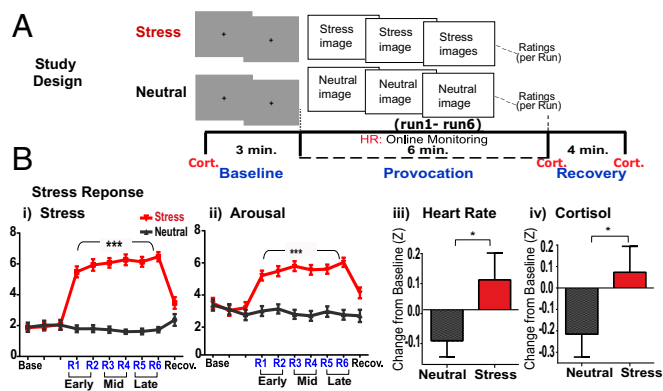 A
Study
Design
Stress
Neutral
+
+
+
+
Stress
image
Stress
image
Stress
images
Ratings
(per Run)
Neutral
image
Neutral
image
Neutral
image
Ratings
(per Run)
(run1- run6)
HR: Online Monitoring
3 min.
6 min.
4 min.
Cort.
Cort.
Cort.
Baseline
Provocation
Recovery
B
Stress Reponse
i) Stress
Stress
Neutral
***
8
6
4
2
0
Base
R1 R2 R3 R4 R5 R6 Recov.
Early Mid Late
ii) Arousal
***
8
6
4
2
0
Base
R1 R2 R3 R4 R5 R6 Recov.
Early Mid Late
iii) Heart Rate
Change from Baseline (Z)
*
0.2
0.1
0.0
0.1
Neutral Stress
iv) Cortisol
Change from Baseline (Z)
*
0.2
0.1
0.0
-0.1
-0.2
-0.3
Neutral Stress